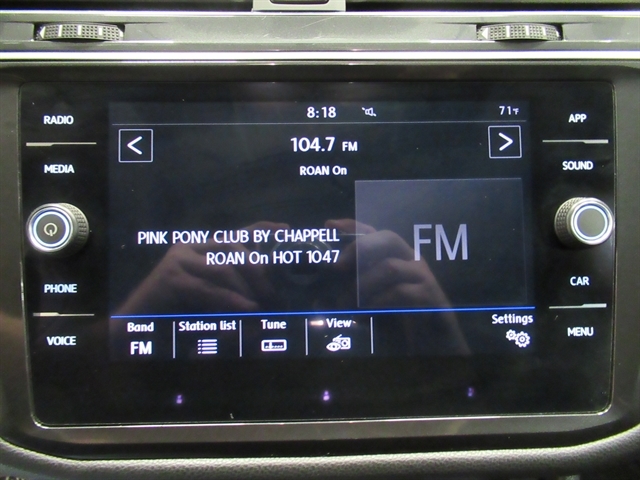 RADIO
MEDIA
PHONE
VOICE
8:18
71°F
104.7 FM
ROAN On
PINK PONY CLUB BY CHAPPELL
ROAN On HOT 1047
FM
Band
FM
Station list
Tune
View
Settings
APP
SOUND
CAR
MENU